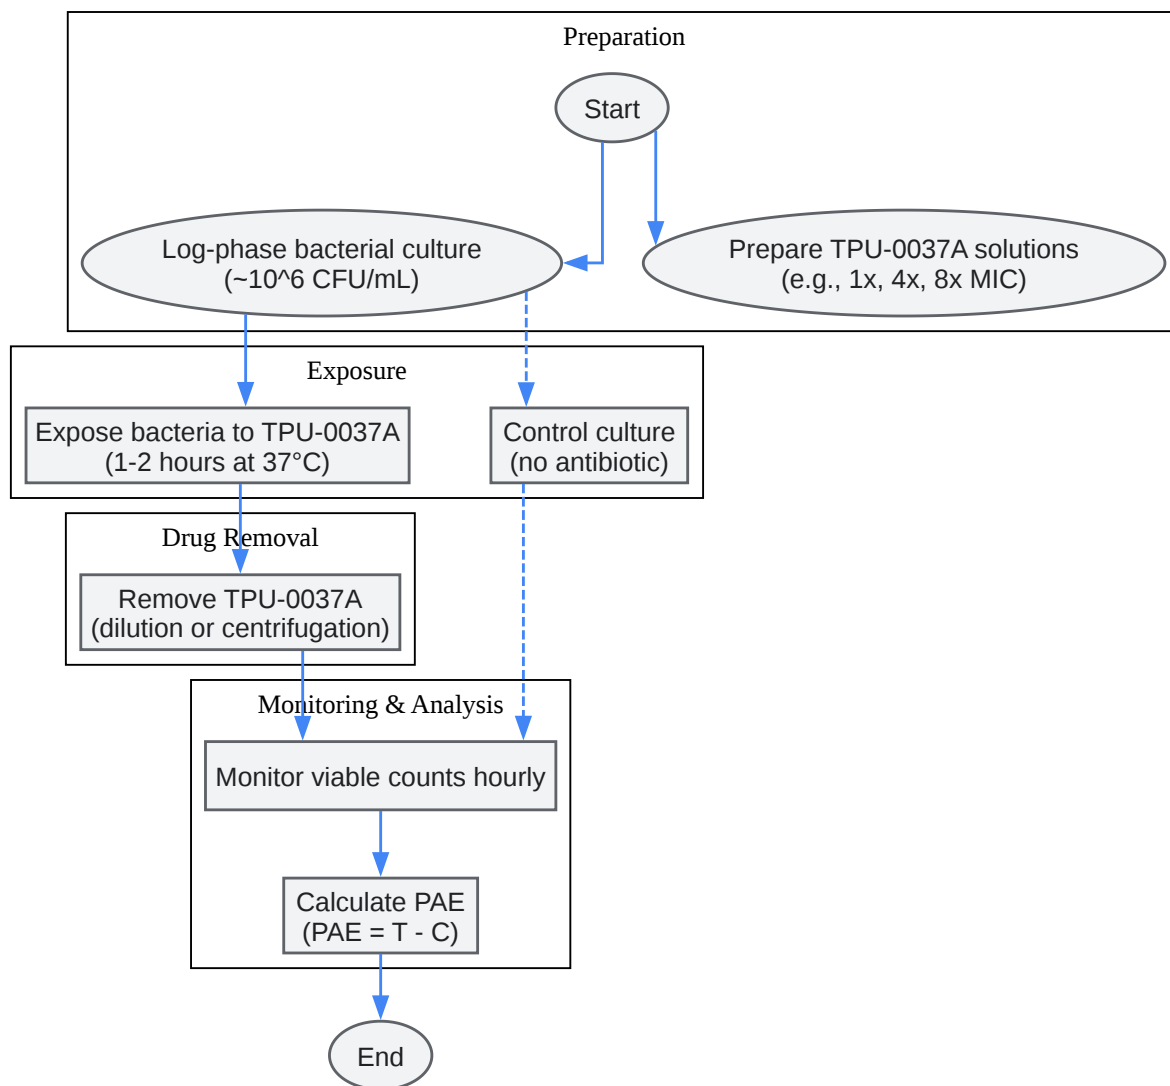 Preparation
Start
Log-phase bacterial culture
(~10^6 CFU/mL)
Prepare TPU-0037A solutions
(e.g., 1x, 4x, 8x MIC)
Exposure
Expose bacteria to TPU-0037A
(1-2 hours at 37°C)
Control culture
(no antibiotic)
Drug Removal
Remove TPU-0037A
(dilution or centrifugation)
Monitoring & Analysis
Monitor viable counts hourly
Calculate PAE
(PAE = T - C)
End